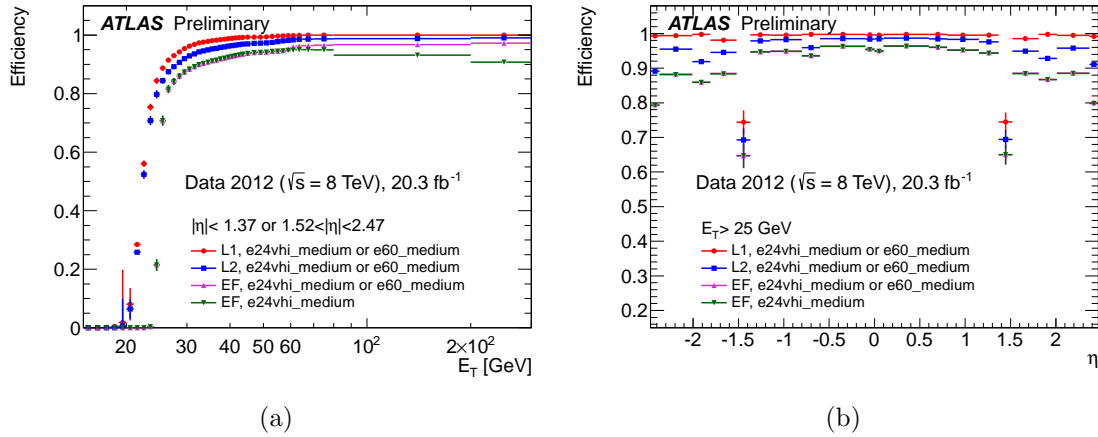 ATLAS Preliminary
Efficiency
1
0.8
0.6
0.4
0.2
0
Data 2012 (√s = 8 TeV), 20.3 fb-1
|η|< 1.37 or 1.52<|η|<2.47
L1, e24vhi_medium or e60_medium
L2, e24vhi_medium or e60_medium
EF, e24vhi_medium or e60_medium
EF, e24vhi_medium
20 30 40 50 60 10² 2×10²
E_T [GeV]
(a)
ATLAS Preliminary
Efficiency
1
0.9
0.8
0.7
0.6
0.5
0.4
0.3
0.2
Data 2012 (√s = 8 TeV), 20.3 fb-1
E_T> 25 GeV
L1, e24vhi_medium or e60_medium
L2, e24vhi_medium or e60_medium
EF, e24vhi_medium or e60_medium
EF, e24vhi_medium
-2 -1.5 -1 -0.5 0 0.5 1 1.5 2
η
(b)